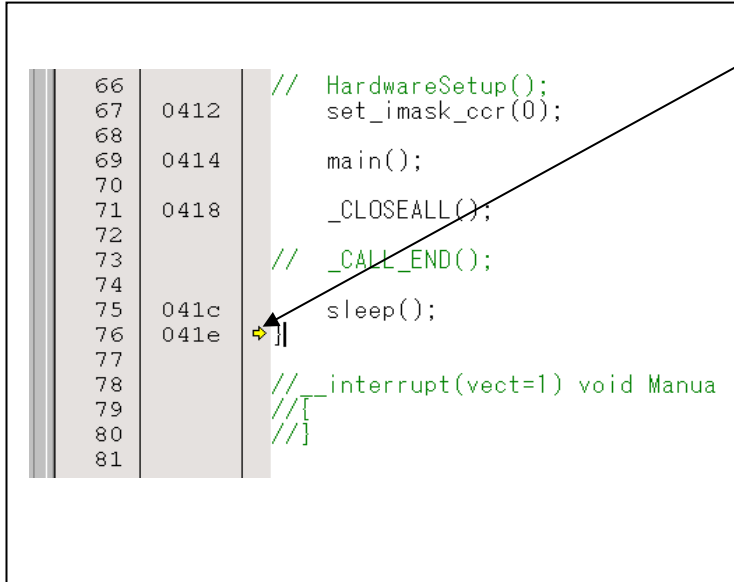 66 // HardwareSetup();
67 0412 set_imask_ccr(0);
68
69 0414 main();
70
71 0418 _CLOSEALL();
72
73 // _CALL_END();
74
75 041c sleep();
76 041e }
77
78 //__interrupt(vect=1) void Manua
79 //{
80 //}
81